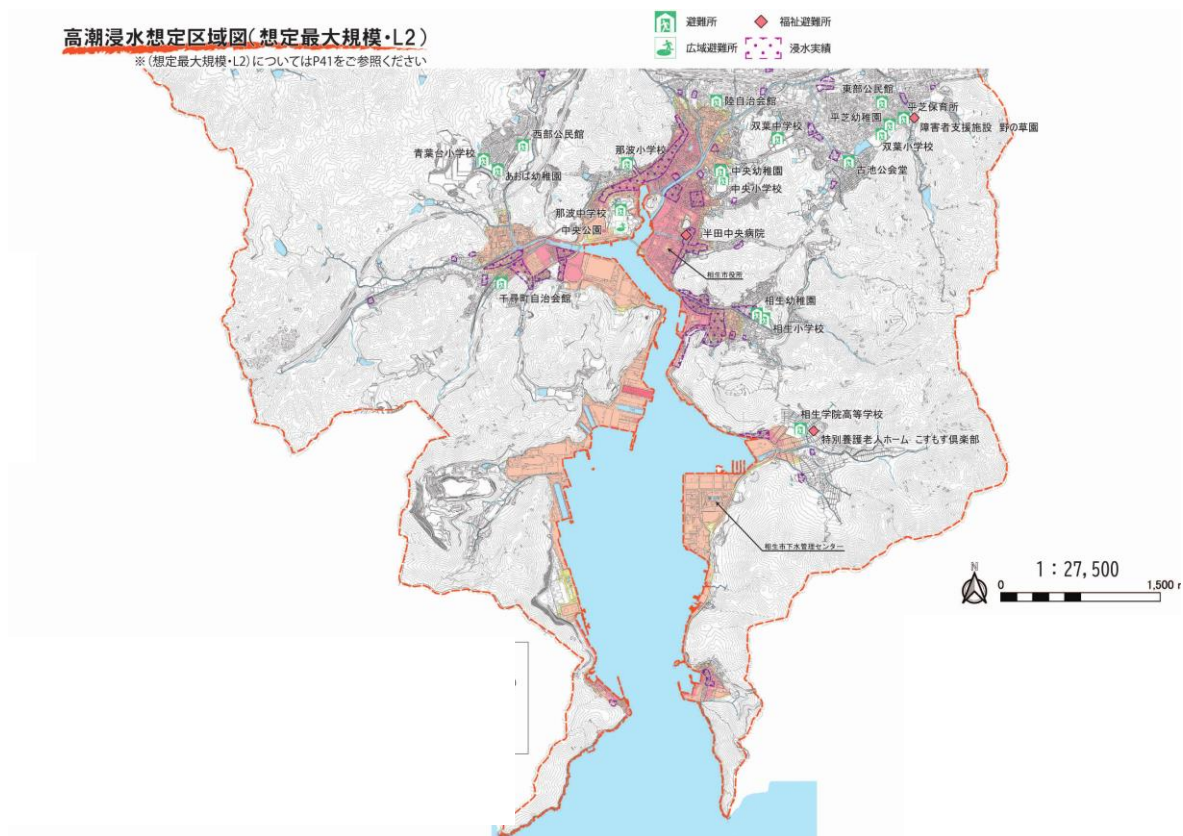 高潮浸水想定区域図(想定最大規模・L2)
※(想定最大規模・L2)についてはP41をご参照ください
避難所
福祉避難所
広域避難所
浸水実績
陸自治会館
東部公民館
平芝保育所
平芝幼稚園
双葉中学校
障害者支援施設 野の草園
双葉小学校
西部公民館
青葉台小学校
那波小学校
あおば幼稚園
中央幼稚園
古池公会堂
中央小学校
那波中学校
中央公園
半田中央病院
相生市役所
千尋町自治会館
相生幼稚園
相生小学校
相生学院高等学校
特別養護老人ホーム こすもす倶楽部
相生市下水管理センター
N
1:27,500
0
1,500 m